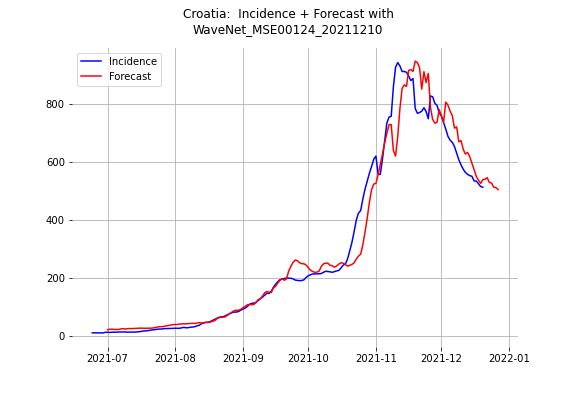 Croatia:  Incidence + Forecast with
WaveNet_MSE00124_20211210
Incidence
Forecast
800
600
400
200
0
2021-07 2021-08 2021-09 2021-10 2021-11 2021-12 2022-01